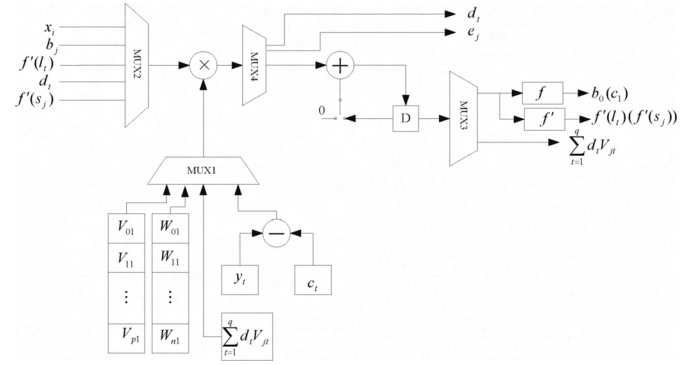 x_i
b_j
f'(l_t)
d_t
f'(s_j)
MUX2
×
MUX4
d_t
e_j
+
0
D
MUX3
f
b_0(c_1)
f'
f'(l_t)(f'(s_j))
\sum_{t=1}^{q} d_t V_{jt}
MUX1
V_{01}
V_{11}
⋮
V_{p1}
W_{01}
W_{11}
⋮
W_{n1}
−
y_t
c_t
\sum_{t=1}^{q} d_t V_{jt}